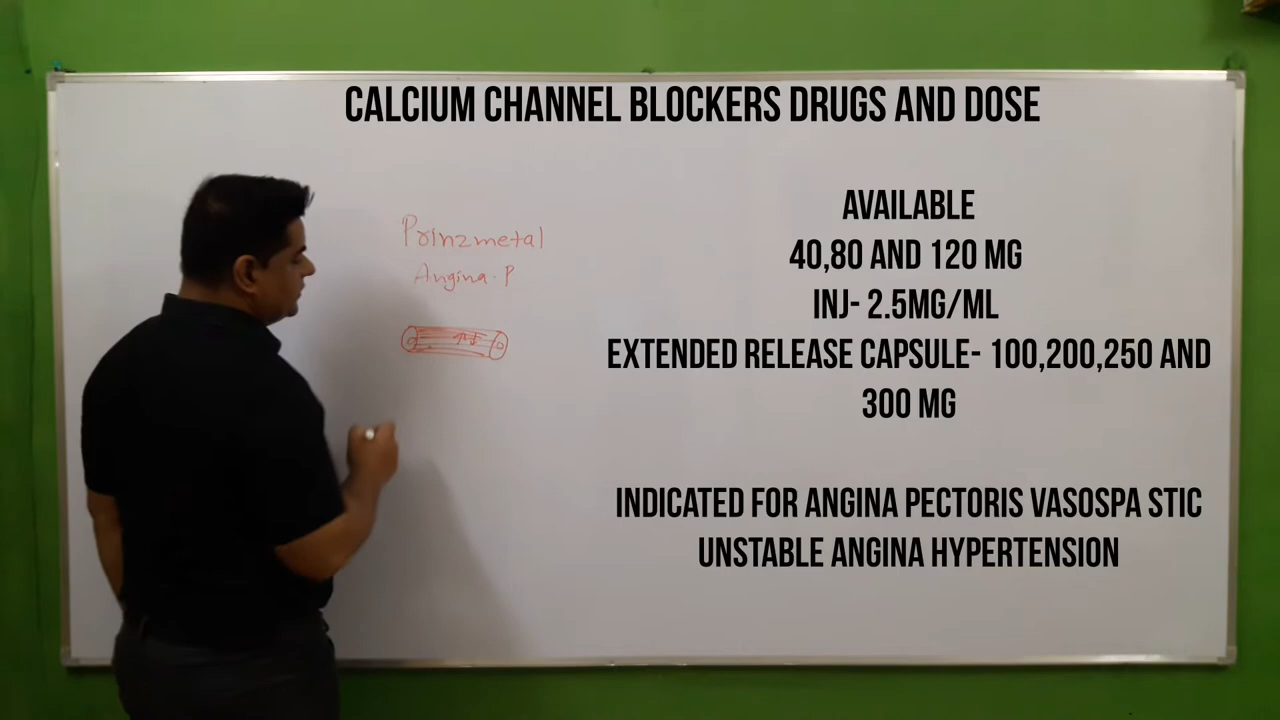 CALCIUM CHANNEL BLOCKERS DRUGS AND DOSE
Prinzmetal
Angina. P
AVAILABLE
40,80 AND 120 MG
INJ- 2.5MG/ML
EXTENDED RELEASE CAPSULE- 100,200,250 AND
300 MG
INDICATED FOR ANGINA PECTORIS VASOSPA STIC
UNSTABLE ANGINA HYPERTENSION